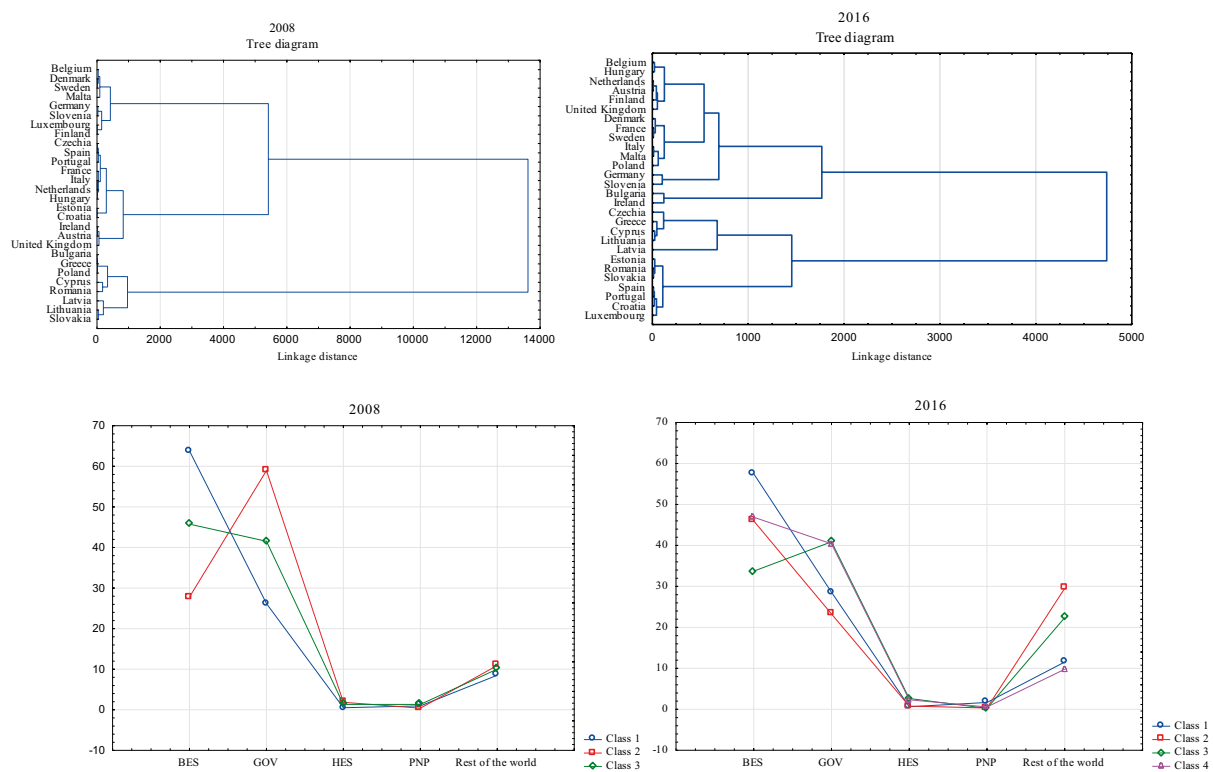 2008
Tree diagram
Belgium
Denmark
Sweden
Malta
Germany
Slovenia
Luxembourg
Finland
Czechia
Spain
Portugal
France
Italy
Netherlands
Hungary
Estonia
Croatia
Ireland
Austria
United Kingdom
Bulgaria
Greece
Poland
Cyprus
Romania
Latvia
Lithuania
Slovakia
0 2000 4000 6000 8000 10000 12000 14000
Linkage distance
2016
Tree diagram
Belgium
Hungary
Netherlands
Austria
Finland
United Kingdom
Denmark
France
Sweden
Italy
Malta
Poland
Germany
Slovenia
Bulgaria
Ireland
Czechia
Greece
Cyprus
Lithuania
Latvia
Estonia
Romania
Slovakia
Spain
Portugal
Croatia
Luxembourg
0 500 1000 1500 2000 2500 3000 3500 4000 4500 5000
Linkage distance
2008
70
60
50
40
30
20
10
0
-10
BES GOV HES PNP Rest of the world
Class 1
Class 2
Class 3
2016
70
60
50
40
30
20
10
0
-10
BES GOV HES PNP Rest of the world
Class 1
Class 2
Class 3
Class 4